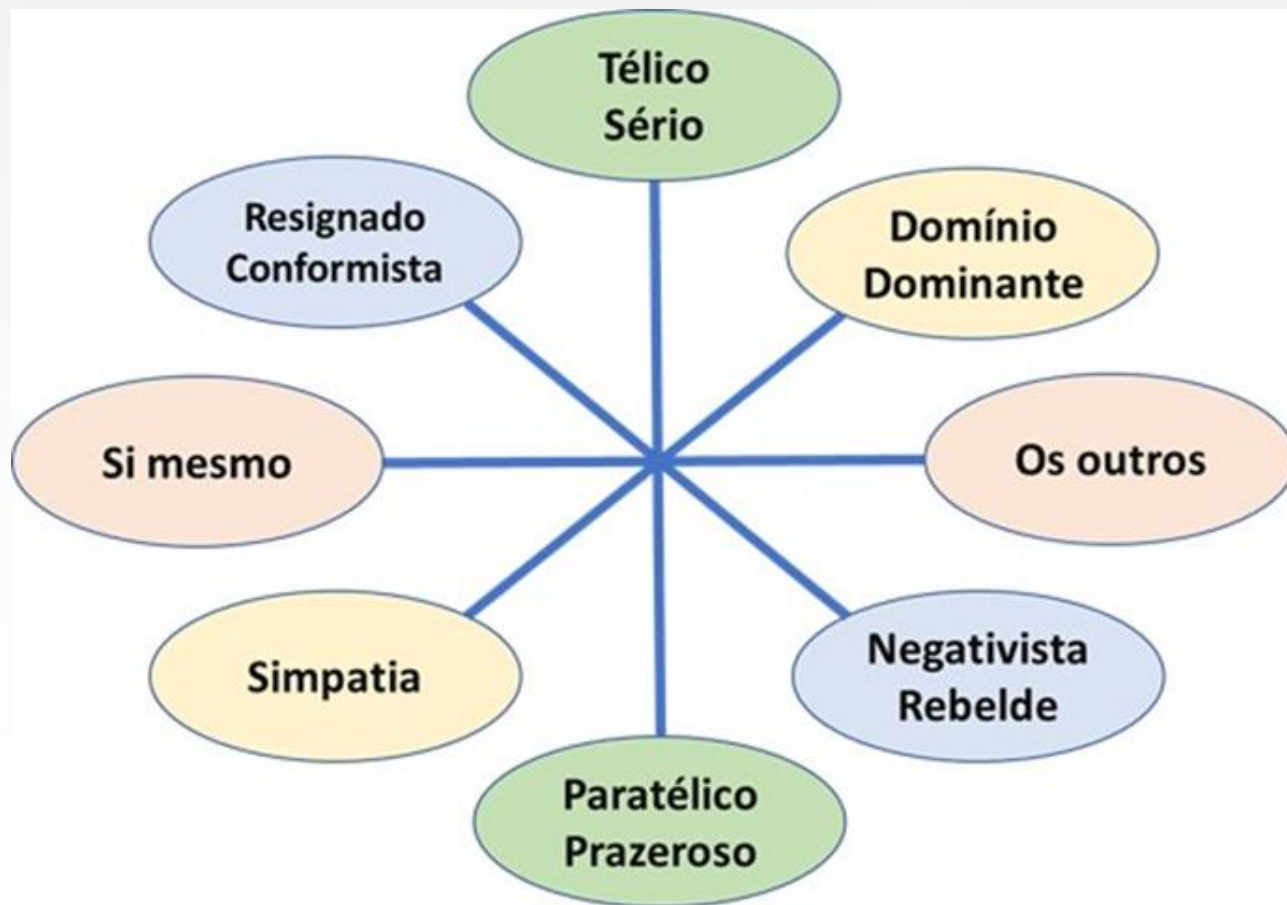 Télico
Sério
Resignado
Conformista
Domínio
Dominante
Si mesmo
Os outros
Simpatia
Negativista
Rebelde
Paratélico
Prazeroso